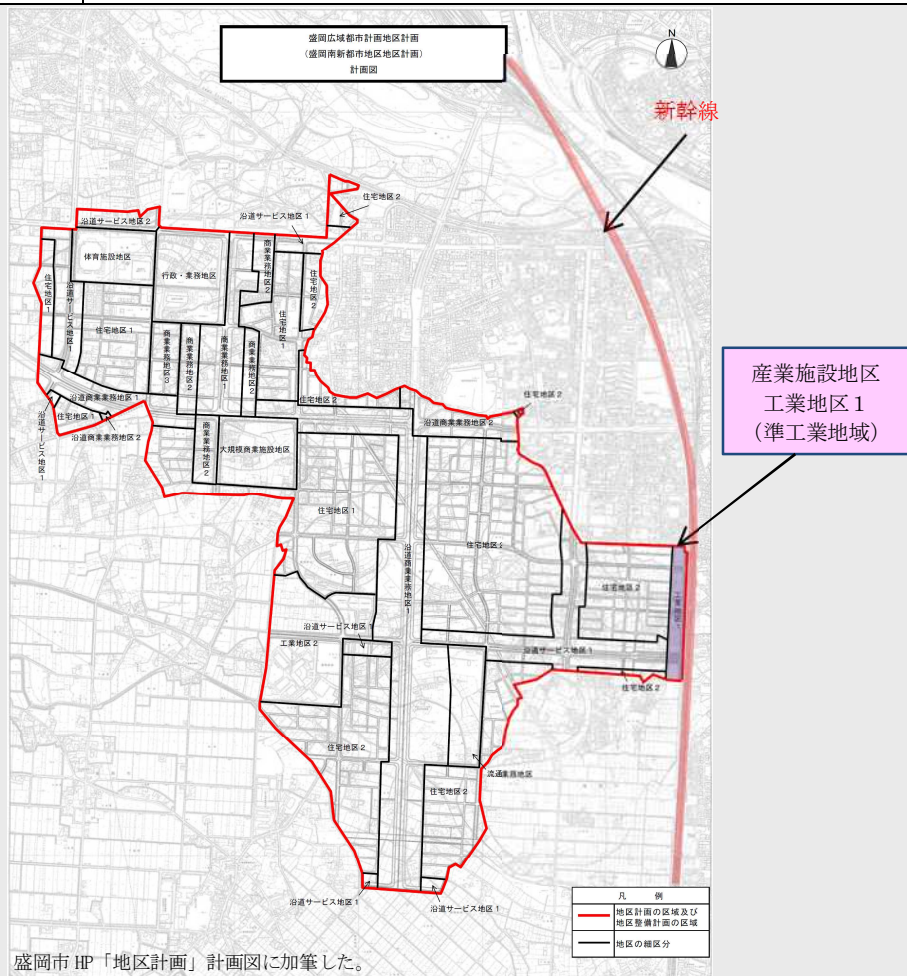 盛岡広域都市計画地区計画
(盛岡南新都市地区地区計画)
計画図
N
新幹線
住宅地区2
沿道サービス地区1
沿道サービス地区2
体育施設地区
行政・業務地区
商業業務地区2
住宅地区2
住宅地区1
沿道サービス地区1
住宅地区1
住宅地区1
商業業務地区3
商業業務地区2
商業業務地区1
商業業務地区2
産業施設地区
工業地区1
(準工業地域)
住宅地区2
住宅地区2
沿道商業業務地区1
沿道商業業務地区2
住宅地区1
沿道サービス地区1
沿道商業業務地区2
商業業務地区2
大規模商業施設地区
住宅地区1
住宅地区2
沿道商業業務地区1
住宅地区2
工業地区1
沿道サービス地区1
工業地区2
沿道サービス地区1
住宅地区2
住宅地区2
流通業務地区
住宅地区2
沿道サービス地区1
沿道サービス地区1
凡 例
地区計画の区域及び
地区整備計画の区域
地区の細区分
盛岡市HP「地区計画」計画図に加筆した。